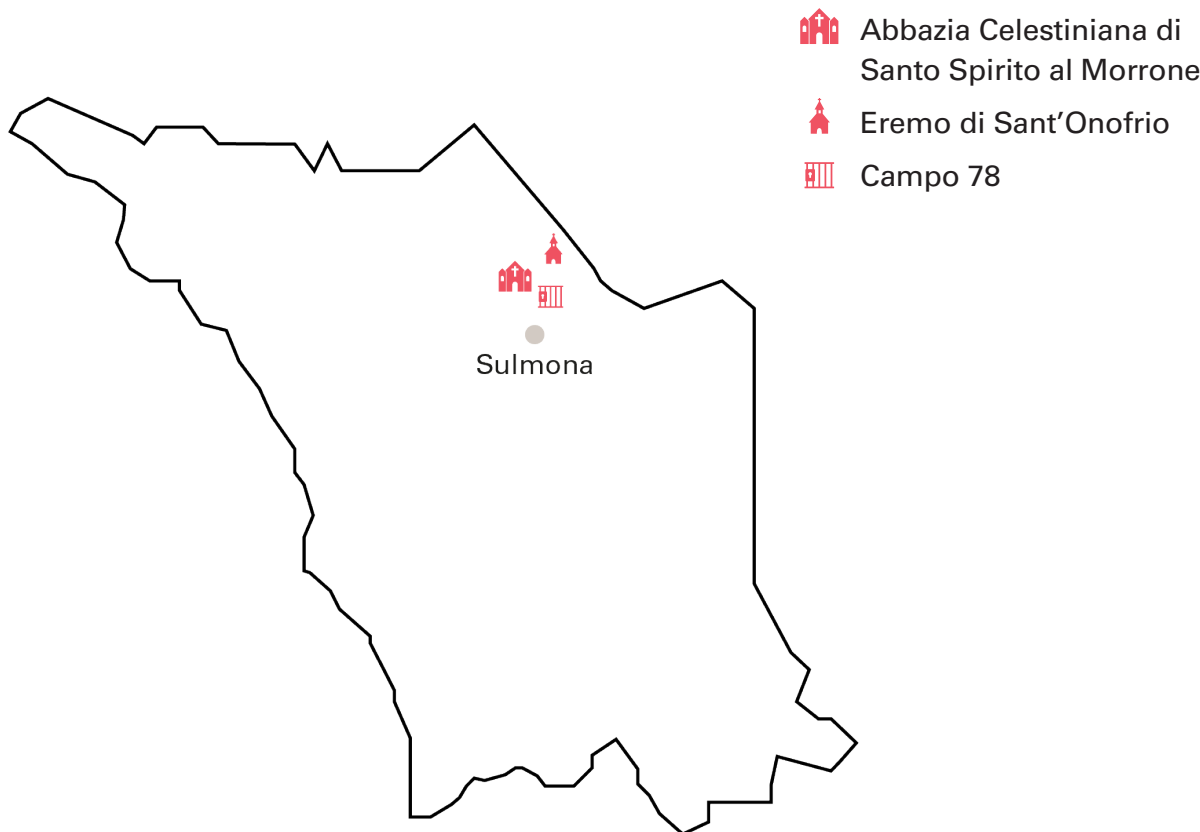 Abbazia Celestiniana di
Santo Spirito al Morrone
Eremo di Sant’Onofrio
Campo 78
Sulmona